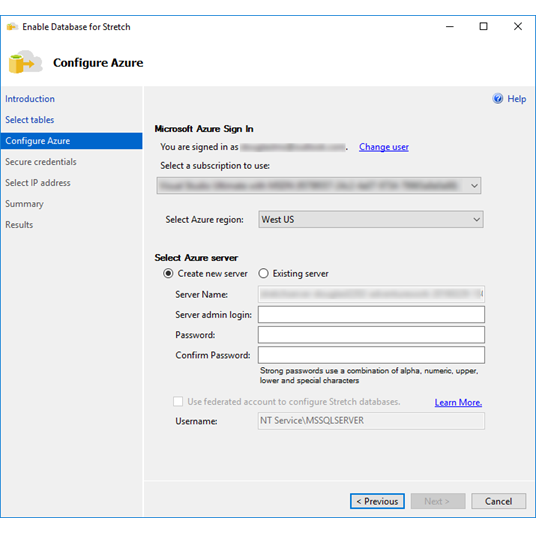 Enable Database for Stretch
Configure Azure
Introduction
Select tables
Configure Azure
Secure credentials
Select IP address
Summary
Results
Help
Microsoft Azure Sign In
You are signed in as . Change user
Select a subscription to use:
Select Azure region: West US
Select Azure server
Create new server Existing server
Server Name:
Server admin login:
Password:
Confirm Password:
Strong passwords use a combination of alpha, numeric, upper,
lower and special characters
Use federated account to configure Stretch databases. Learn More.
Username: NT Service\MSSQLSERVER
< Previous Next > Cancel